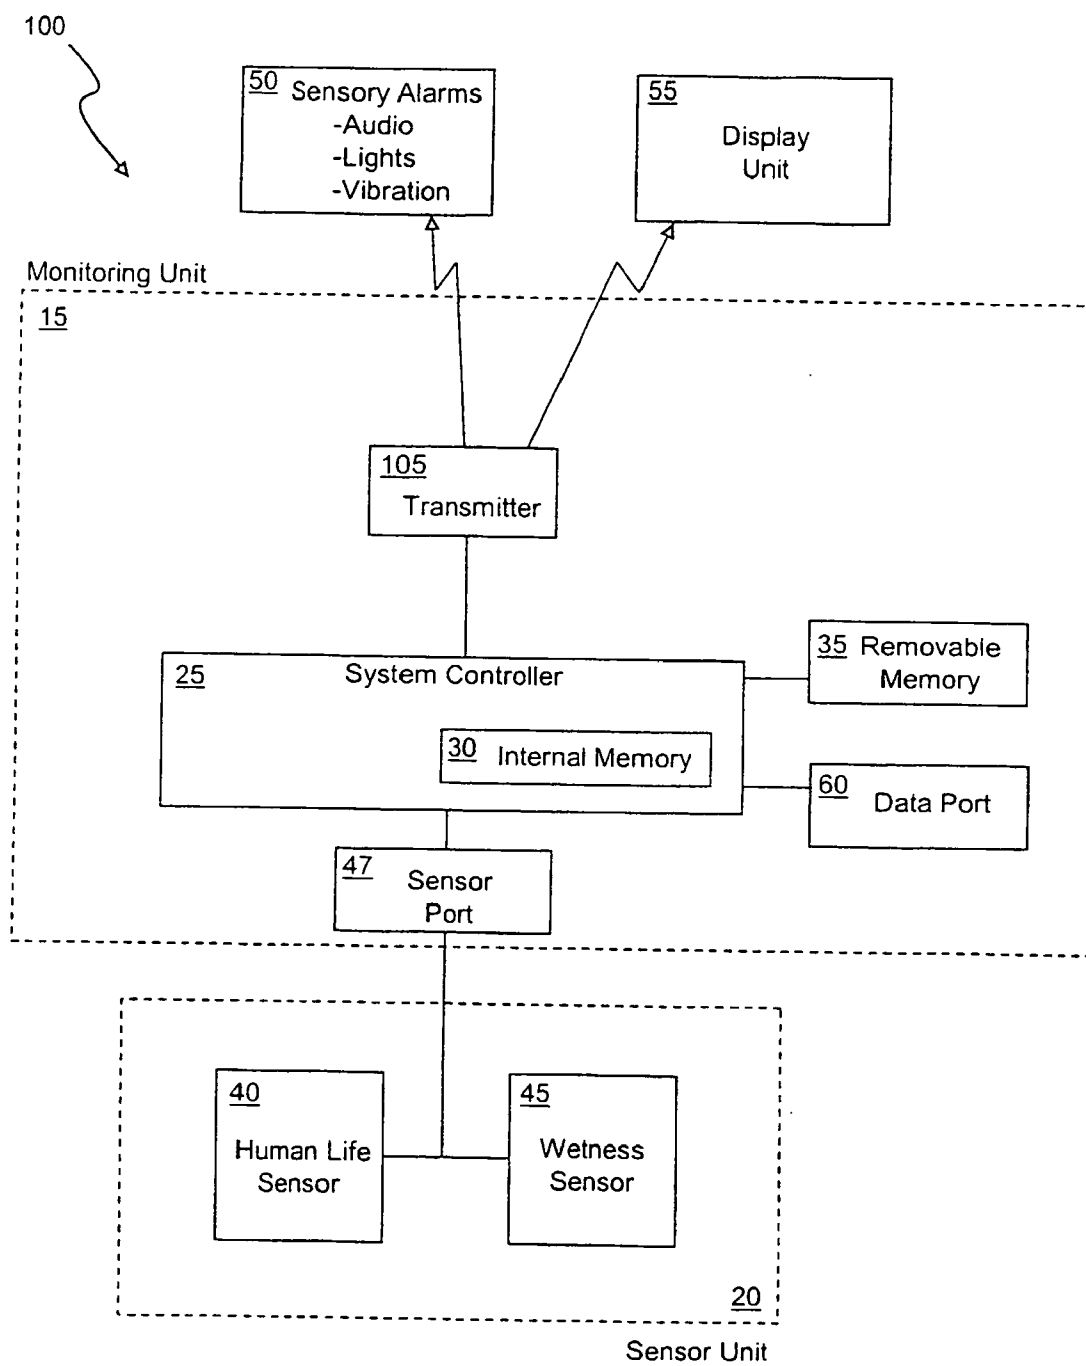 100
50 Sensory Alarms
-Audio
-Lights
-Vibration
55
Display
Unit
Monitoring Unit
15
105
Transmitter
25 System Controller
35 Removable
Memory
30 Internal Memory
60 Data Port
47 Sensor
Port
40
Human Life
Sensor
45
Wetness
Sensor
20
Sensor Unit